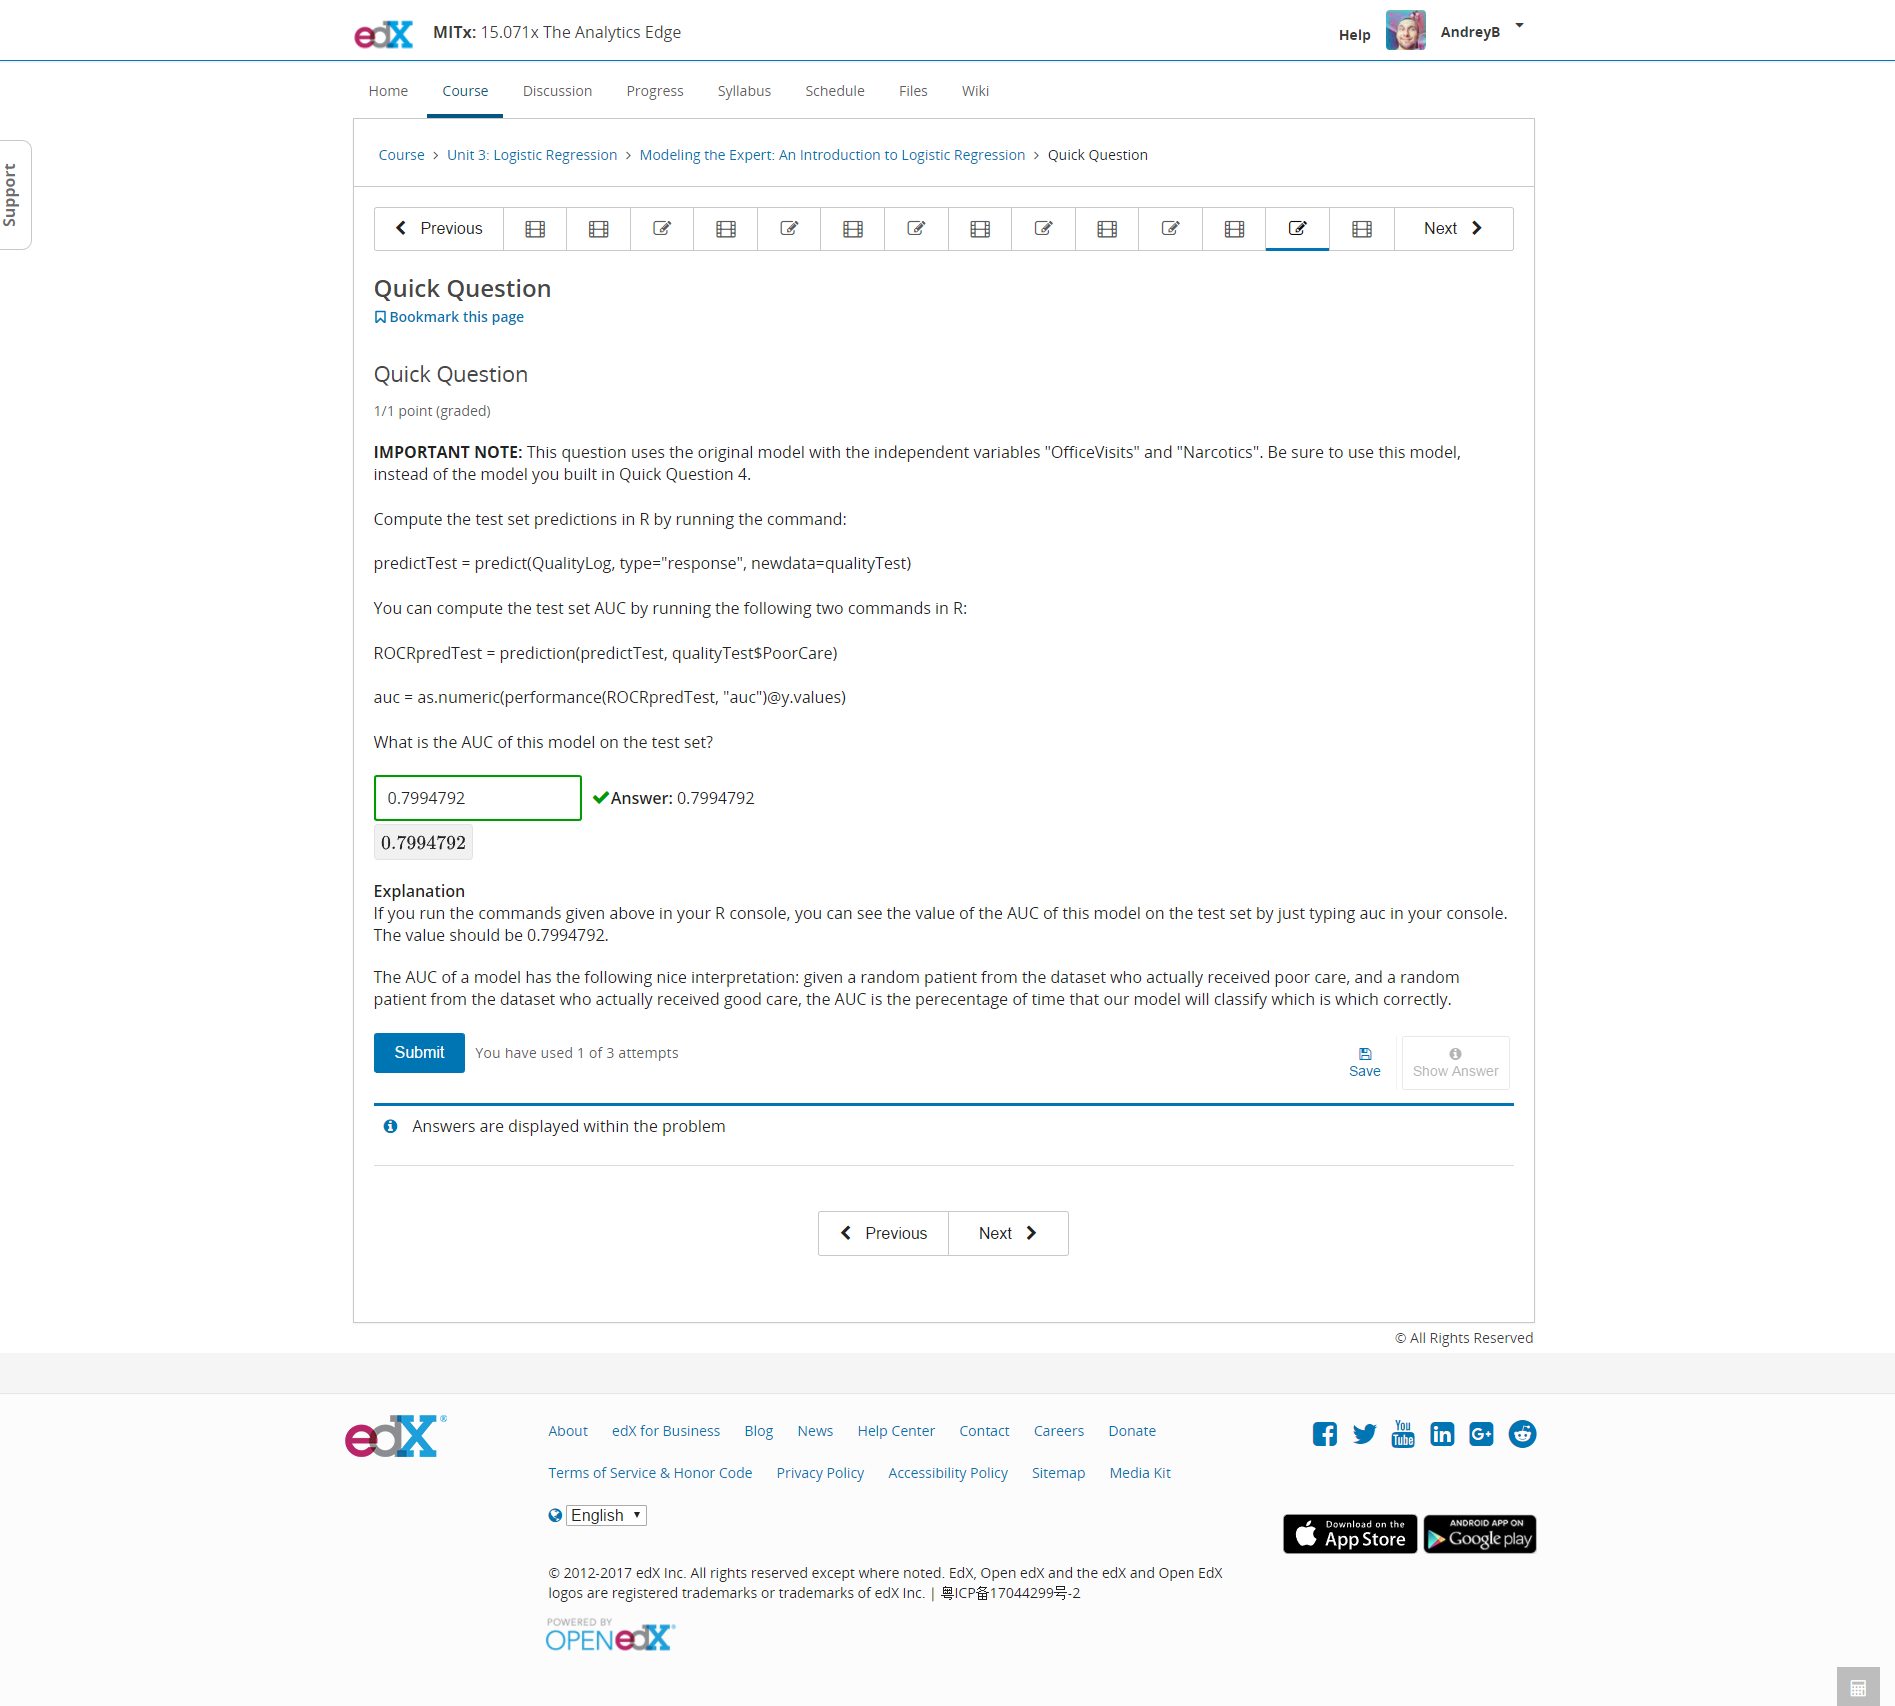 edX MITx: 15.071x The Analytics Edge Help AndreyB
Home Course Discussion Progress Syllabus Schedule Files Wiki
Support
Course > Unit 3: Logistic Regression > Modeling the Expert: An Introduction to Logistic Regression > Quick Question
Previous Next
Quick Question
Bookmark this page
Quick Question
1/1 point (graded)
IMPORTANT NOTE: This question uses the original model with the independent variables "OfficeVisits" and "Narcotics". Be sure to use this model,
instead of the model you built in Quick Question 4.
Compute the test set predictions in R by running the command:
predictTest = predict(QualityLog, type="response", newdata=qualityTest)
You can compute the test set AUC by running the following two commands in R:
ROCRpredTest = prediction(predictTest, qualityTest$PoorCare)
auc = as.numeric(performance(ROCRpredTest, "auc")@y.values)
What is the AUC of this model on the test set?
0.7994792 Answer: 0.7994792
0.7994792
Explanation
If you run the commands given above in your R console, you can see the value of the AUC of this model on the test set by just typing auc in your console.
The value should be 0.7994792.
The AUC of a model has the following nice interpretation: given a random patient from the dataset who actually received poor care, and a random
patient from the dataset who actually received good care, the AUC is the perecentage of time that our model will classify which is which correctly.
Submit You have used 1 of 3 attempts Save Show Answer
Answers are displayed within the problem
Previous Next
© All Rights Reserved
edX®
About edX for Business Blog News Help Center Contact Careers Donate
You Tube in G+
Terms of Service & Honor Code Privacy Policy Accessibility Policy Sitemap Media Kit
English
Download on the App Store
ANDROID APP ON Google play
© 2012-2017 edX Inc. All rights reserved except where noted. EdX, Open edX and the edX and Open EdX
logos are registered trademarks or trademarks of edX Inc. | 粤ICP备17044299号-2
POWERED BY
OPEN edX®